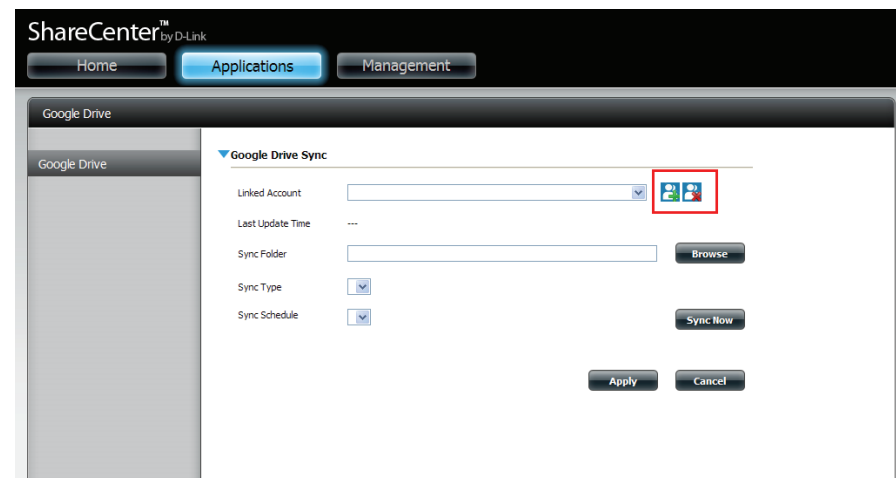 ShareCenter™ by D-Link
Home Applications Management
Google Drive
Google Drive
Google Drive Sync
Linked Account
Last Update Time ---
Sync Folder Browse
Sync Type
Sync Schedule Sync Now
Apply Cancel